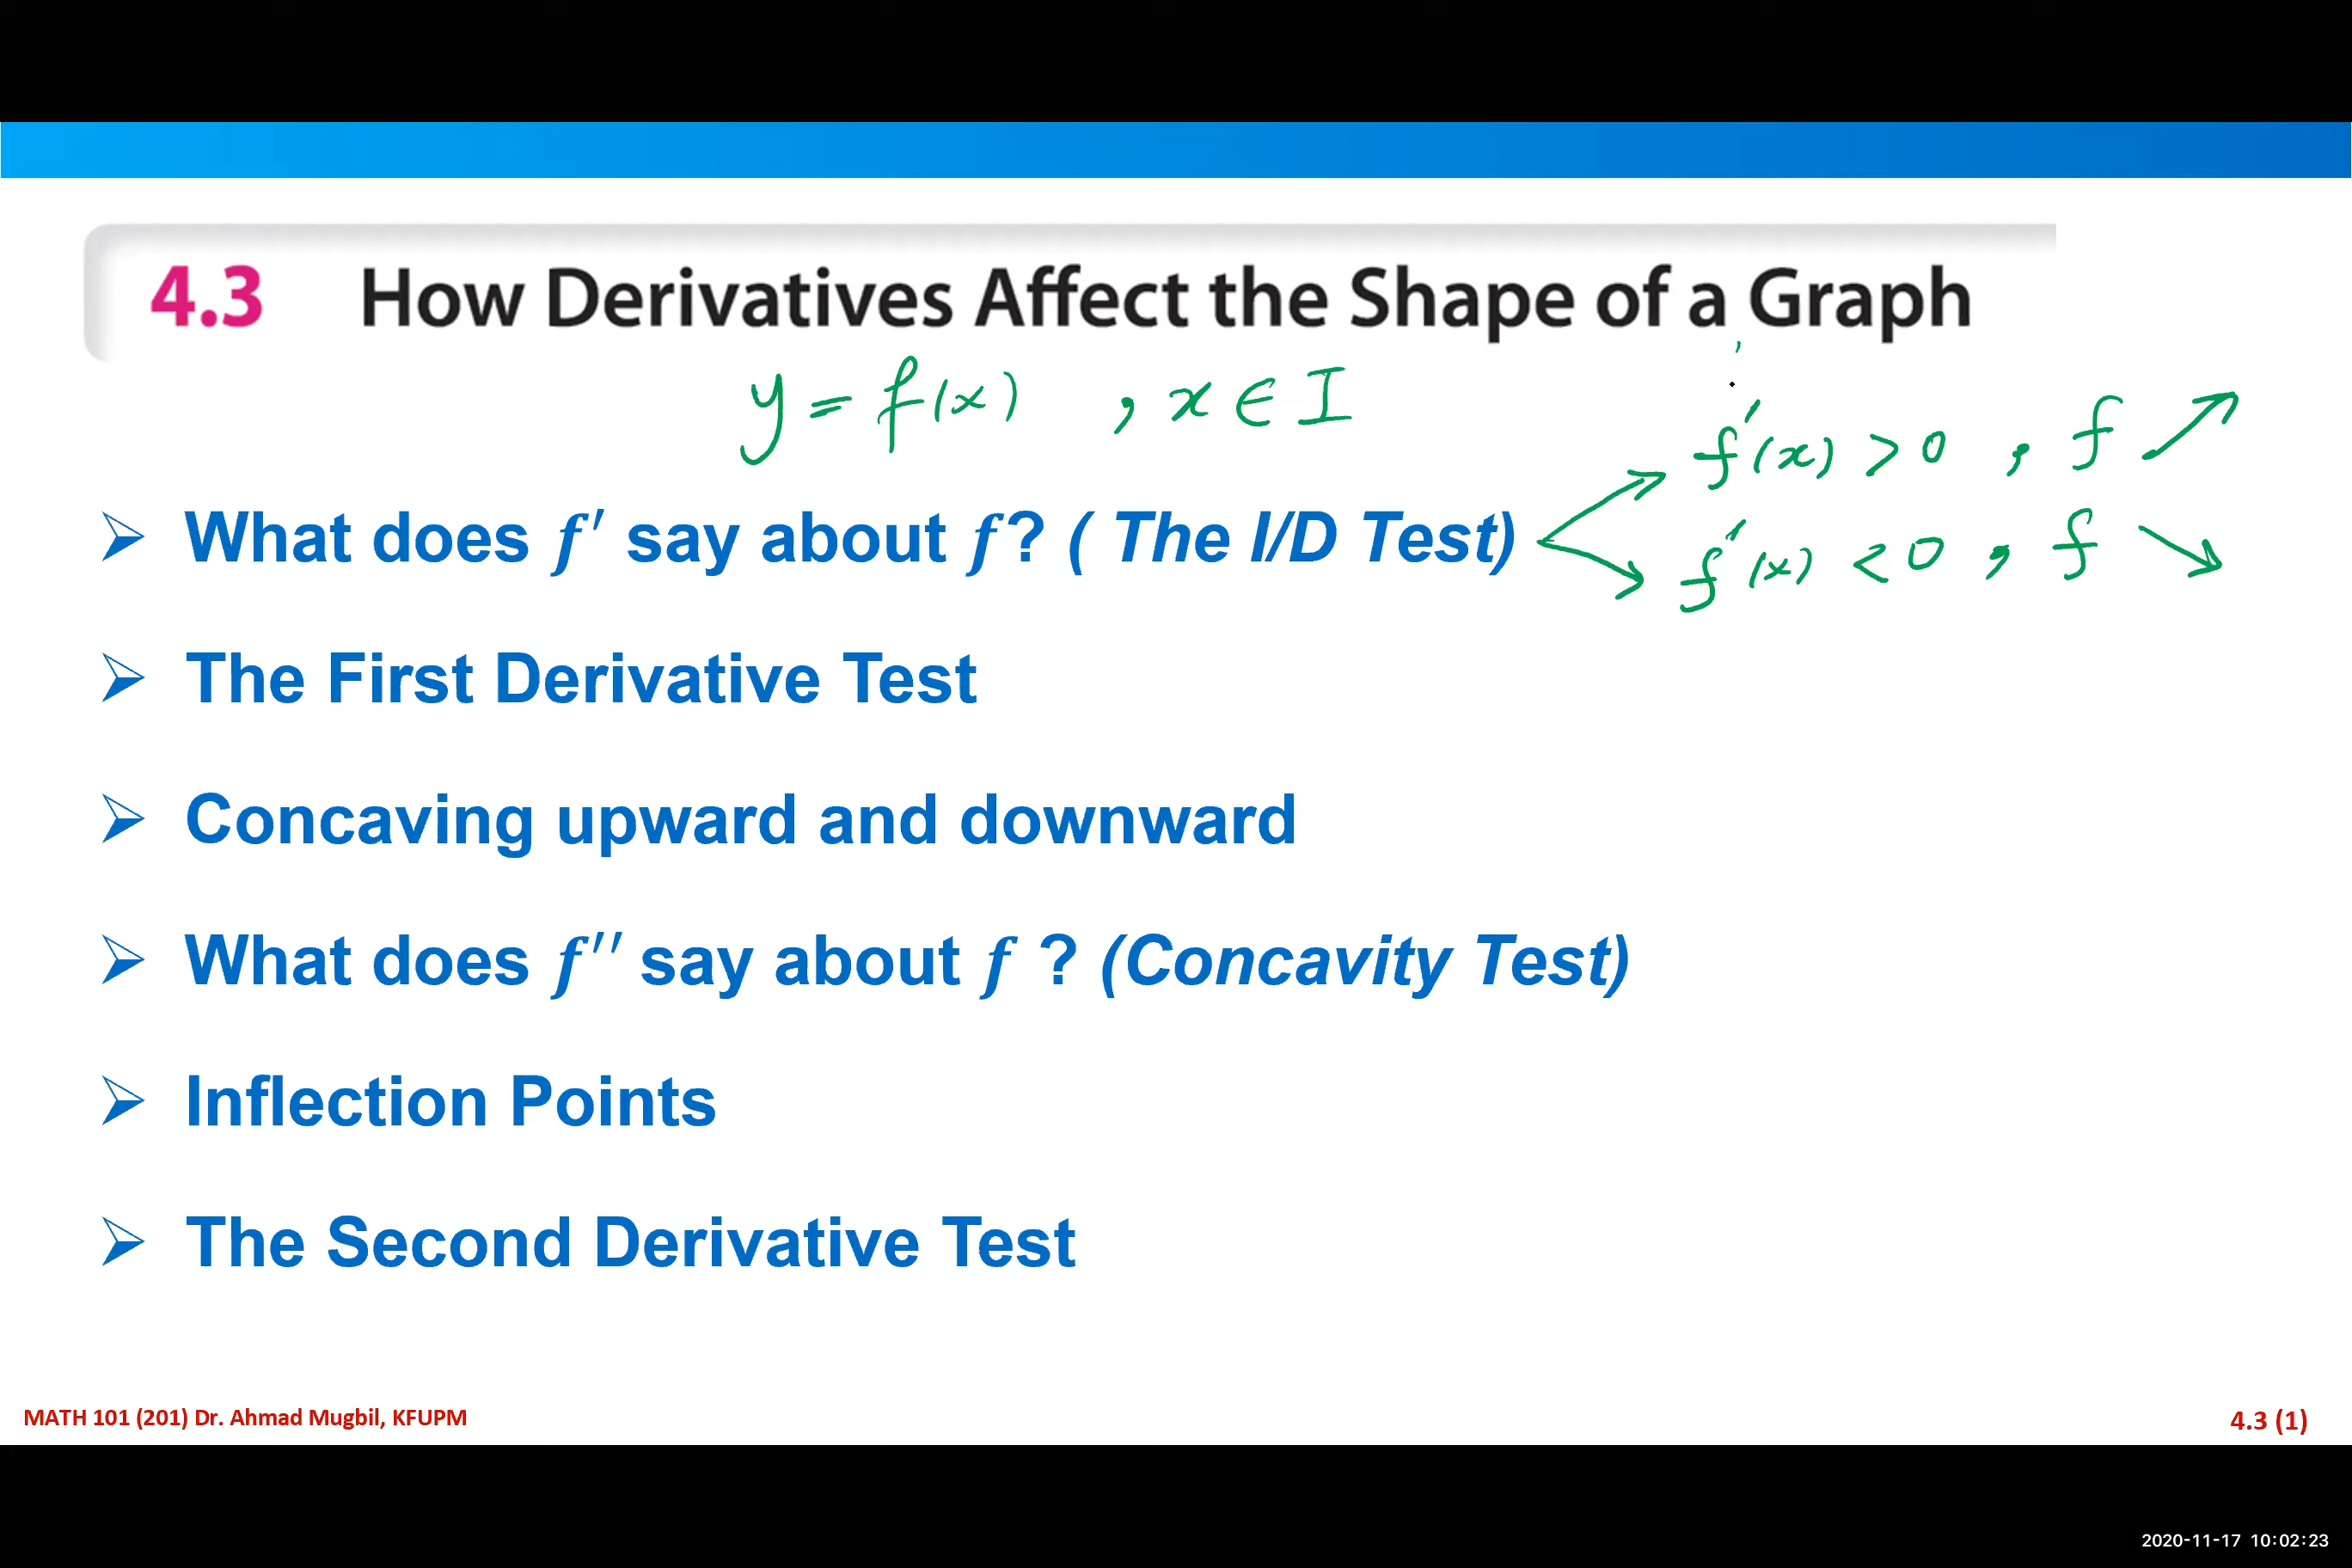 4.3 How Derivatives Affect the Shape of a Graph
y = f(x) , x ∈ I
f'(x) > 0 , f ↗
➢ What does f′ say about f? ( The I/D Test)
f'(x) < 0 , f ↘
➢ The First Derivative Test
➢ Concaving upward and downward
➢ What does f′′ say about f ? (Concavity Test)
➢ Inflection Points
➢ The Second Derivative Test
MATH 101 (201) Dr. Ahmad Mugbil, KFUPM
4.3 (1)
2020-11-17 10:02:23